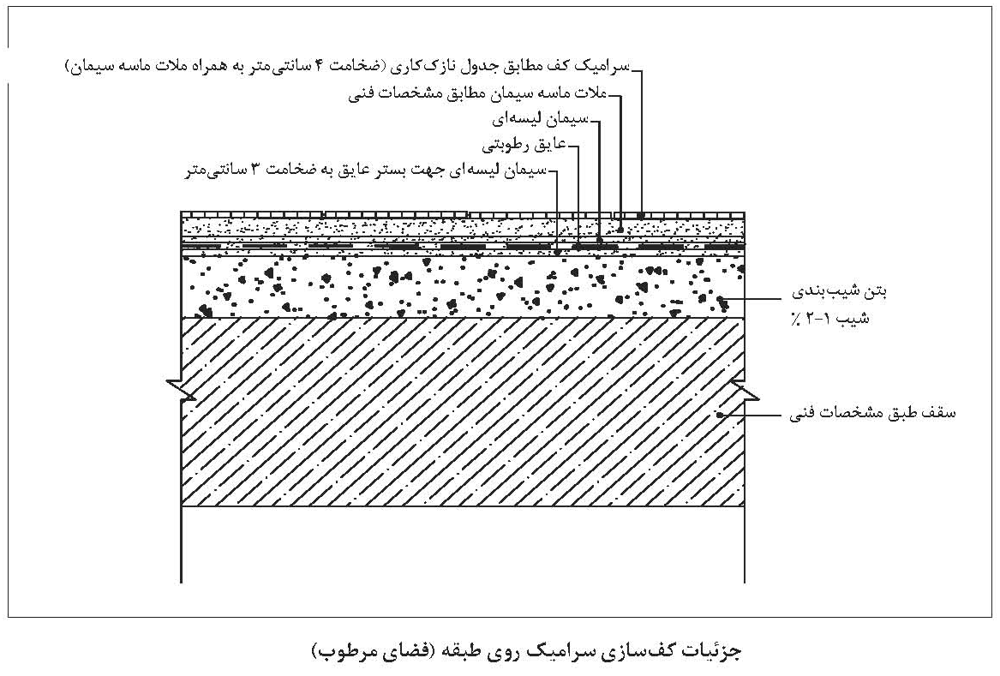 سرامیک کف مطابق جدول نازک‌کاری (ضخامت ۴ سانتی‌متر به همراه ملات ماسه سیمان)
ملات ماسه سیمان مطابق مشخصات فنی
سیمان لیسه‌ای
عایق رطوبتی
سیمان لیسه‌ای جهت بستر عایق به ضخامت ۳ سانتی‌متر
بتن شیب‌بندی
شیب ۱-۲ ٪
سقف طبق مشخصات فنی
جزئیات کف‌سازی سرامیک روی طبقه (فضای مرطوب)